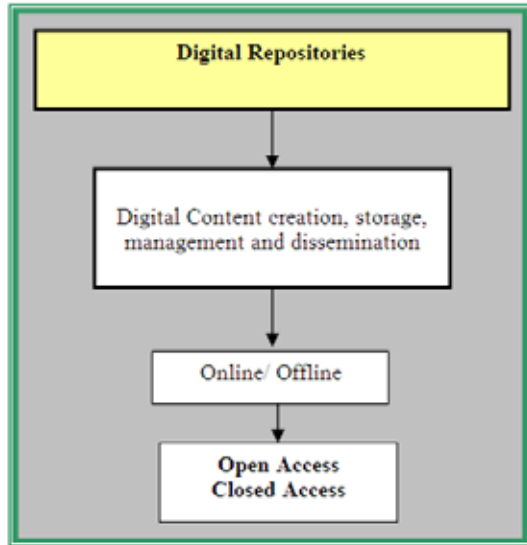 Digital Repositories
Digital Content creation, storage,
management and dissemination
Online/ Offline
Open Access
Closed Access